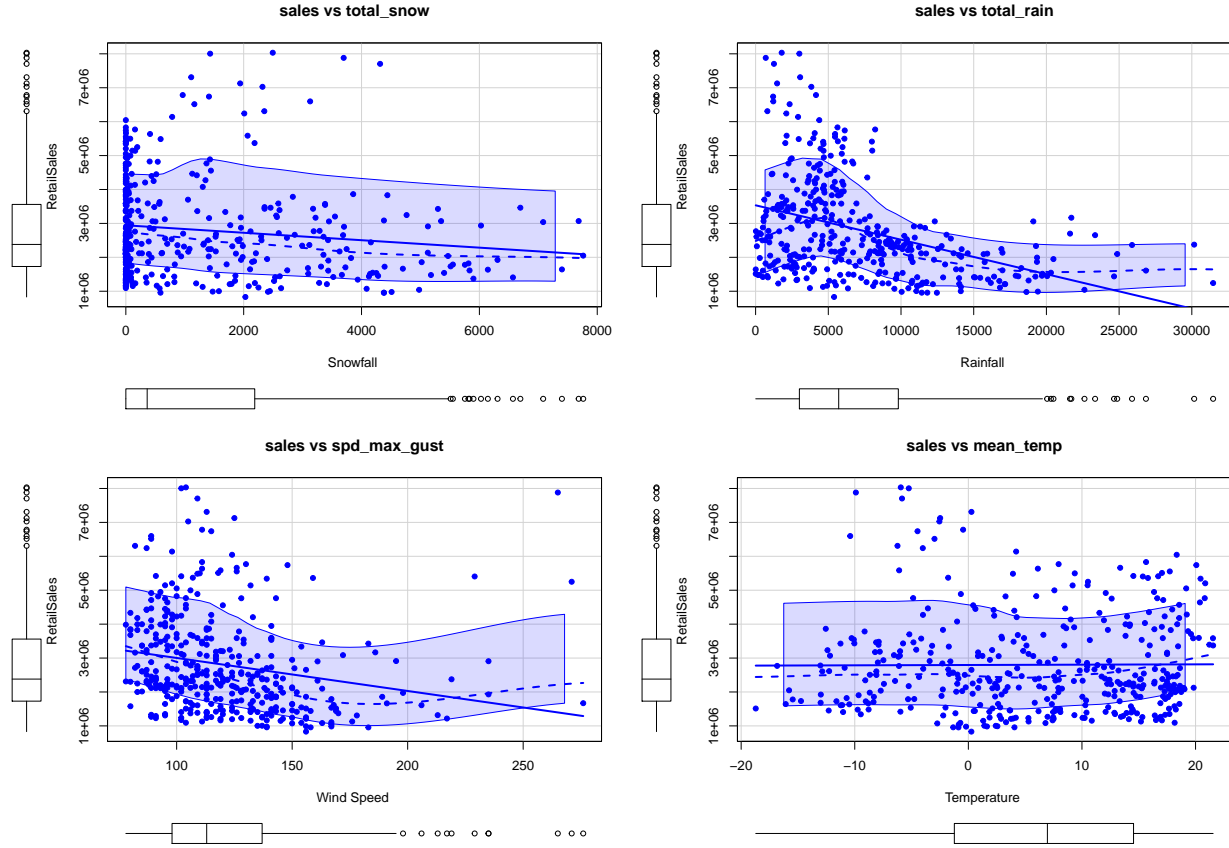 sales vs total_snow
RetailSales
1e+06 3e+06 5e+06 7e+06
0 2000 4000 6000 8000
Snowfall
sales vs total_rain
RetailSales
1e+06 3e+06 5e+06 7e+06
0 5000 10000 15000 20000 25000 30000
Rainfall
sales vs spd_max_gust
RetailSales
1e+06 3e+06 5e+06 7e+06
100 150 200 250
Wind Speed
sales vs mean_temp
RetailSales
1e+06 3e+06 5e+06 7e+06
−20 −10 0 10 20
Temperature